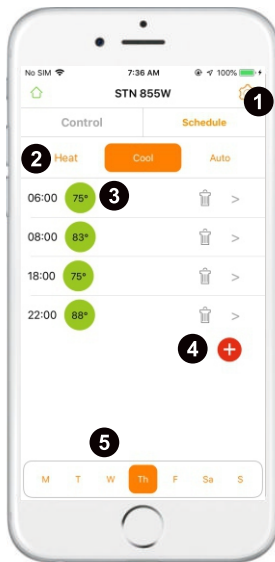 No SIM 7:36 AM 100%
STN 855W
1
Control Schedule
2 Heat Cool Auto
06:00 75° 3 >
08:00 83° >
18:00 75° >
22:00 88° >
4 +
5
M T W Th F Sa S